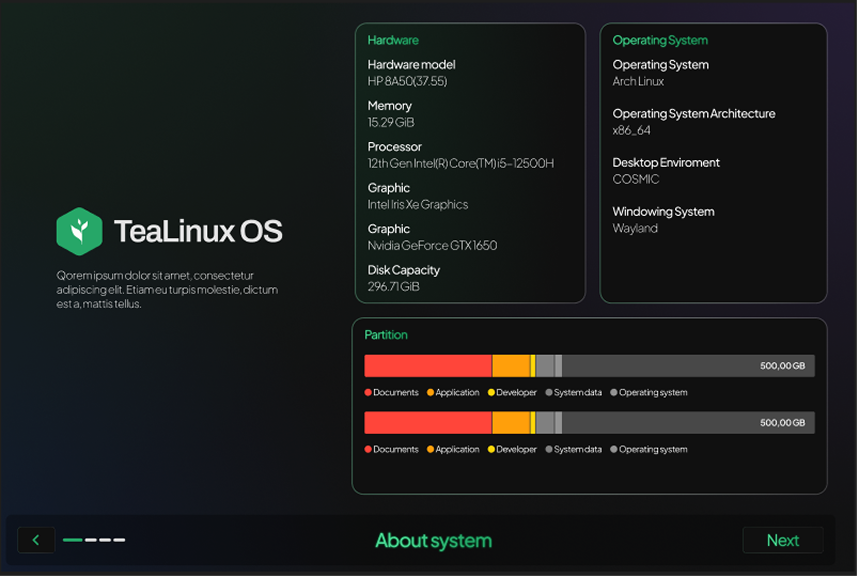 TeaLinux OS
Qorem ipsum dolor sit amet, consectetur
adipiscing elit. Etiam eu turpis molestie, dictum
est a, mattis tellus.
Hardware
Hardware model
HP 8A50(37.55)
Memory
15.29 GiB
Processor
12th Gen Intel(R) Core(TM) i5-12500H
Graphic
Intel Iris Xe Graphics
Graphic
Nvidia GeForce GTX 1650
Disk Capacity
296.71 GiB
Operating System
Operating System
Arch Linux
Operating System Architecture
x86_64
Desktop Enviroment
COSMIC
Windowing System
Wayland
Partition
500,00 GB
Documents Application Developer System data Operating system
500,00 GB
Documents Application Developer System data Operating system
About system
Next